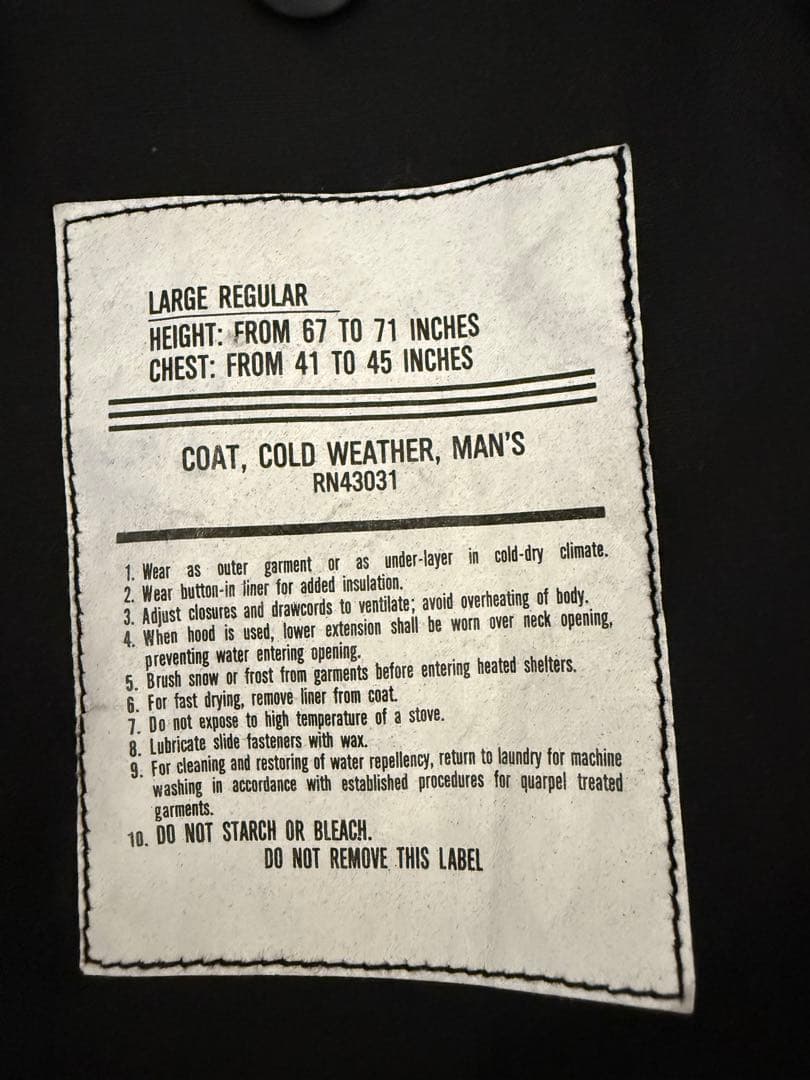 LARGE REGULAR
HEIGHT: FROM 67 TO 71 INCHES
CHEST: FROM 41 TO 45 INCHES
COAT, COLD WEATHER, MAN'S
RN43031
1. Wear as outer garment or as under-layer in cold-dry climate.
2. Wear button-in liner for added insulation.
3. Adjust closures and drawcords to ventilate; avoid overheating of body.
4. When hood is used, lower extension shall be worn over neck opening,
preventing water entering opening.
5. Brush snow or frost from garments before entering heated shelters.
6. For fast drying, remove liner from coat.
7. Do not expose to high temperature of a stove.
8. Lubricate slide fasteners with wax.
9. For cleaning and restoring of water repellency, return to laundry for machine
washing in accordance with established procedures for quarpel treated
garments.
10. DO NOT STARCH OR BLEACH.
DO NOT REMOVE THIS LABEL